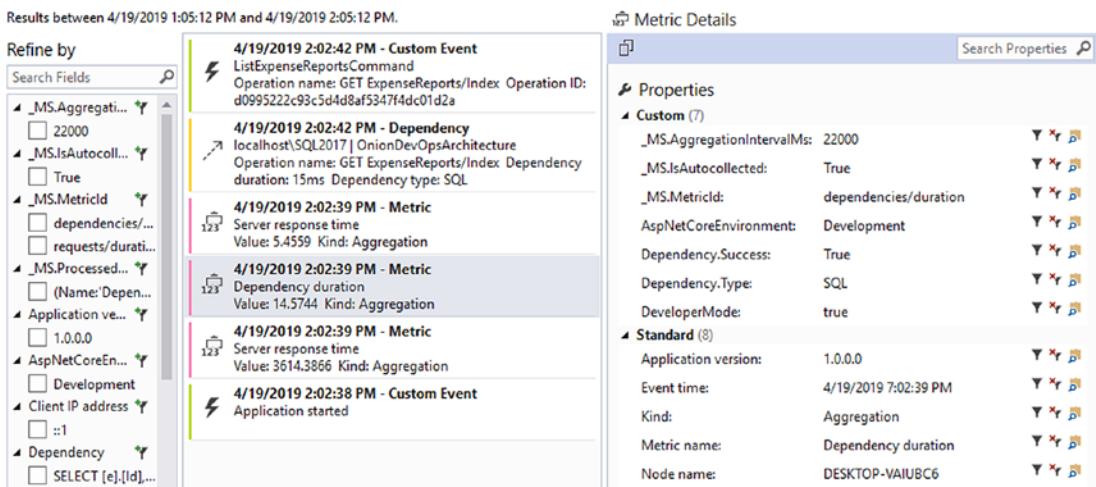 Results between 4/19/2019 1:05:12 PM and 4/19/2019 2:05:12 PM.
Refine by
Search Fields
_MS.Aggregati...
22000
_MS.IsAutocoll...
True
_MS.MetricId
dependencies/...
requests/durati...
_MS.Processed...
(Name:'Depen...
Application ve...
1.0.0.0
AspNetCoreEn...
Development
Client IP address
::1
Dependency
SELECT [e].[Id],...
4/19/2019 2:02:42 PM - Custom Event
ListExpenseReportsCommand
Operation name: GET ExpenseReports/Index Operation ID:
d0995222c93c5d4d8af5347f4dc01d2a
4/19/2019 2:02:42 PM - Dependency
localhost\SQL2017 | OnionDevOpsArchitecture
Operation name: GET ExpenseReports/Index Dependency
duration: 15ms Dependency type: SQL
4/19/2019 2:02:39 PM - Metric
123 Server response time
Value: 5.4559 Kind: Aggregation
4/19/2019 2:02:39 PM - Metric
123 Dependency duration
Value: 14.5744 Kind: Aggregation
4/19/2019 2:02:39 PM - Metric
123 Server response time
Value: 3614.3866 Kind: Aggregation
4/19/2019 2:02:38 PM - Custom Event
Application started
123 Metric Details
Search Properties
Properties
Custom (7)
_MS.AggregationIntervalMs: 22000
_MS.IsAutocollected: True
_MS.MetricId: dependencies/duration
AspNetCoreEnvironment: Development
Dependency.Success: True
Dependency.Type: SQL
DeveloperMode: true
Standard (8)
Application version: 1.0.0.0
Event time: 4/19/2019 7:02:39 PM
Kind: Aggregation
Metric name: Dependency duration
Node name: DESKTOP-VAIUBC6